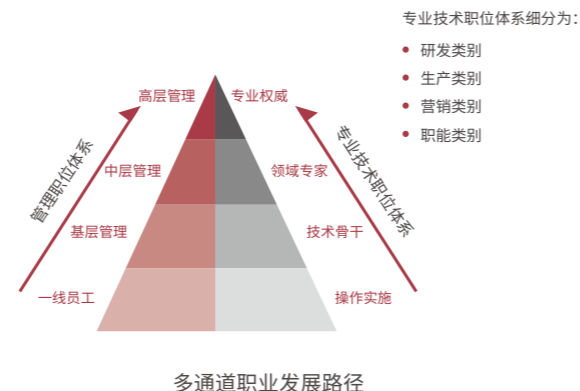 专业技术职位体系细分为：
研发类别
生产类别
营销类别
职能类别
高层管理
专业权威
中层管理
领域专家
基层管理
技术骨干
一线员工
操作实施
管理职位体系
专业技术职位体系
多通道职业发展路径